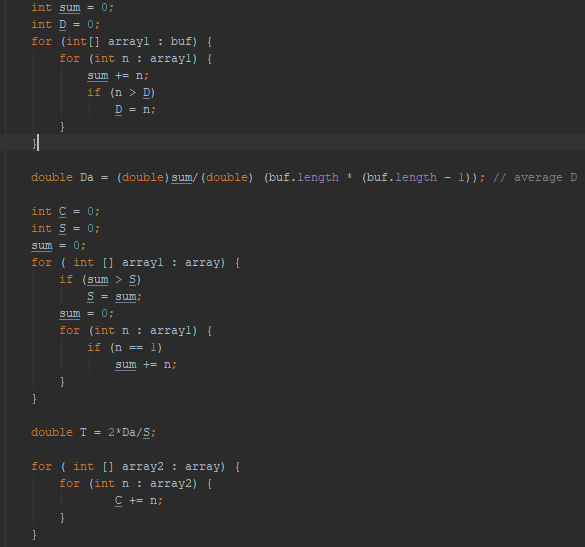 int sum = 0;
int D = 0;
for (int[] array1 : buf) {
for (int n : array1) {
sum += n;
if (n > D)
D = n;
}
}
double Da = (double)sum/(double) (buf.length * (buf.length - 1)); // average D
int C = 0;
int S = 0;
sum = 0;
for ( int [] array1 : array) {
if (sum > S)
S = sum;
sum = 0;
for (int n : array1) {
if (n == 1)
sum += n;
}
}
double T = 2*Da/S;
for ( int [] array2 : array) {
for (int n : array2) {
C += n;
}
}